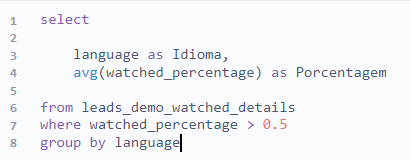 1 select
2
3 language as Idioma,
4 avg(watched_percentage) as Porcentagem
5
6 from leads_demo_watched_details
7 where watched_percentage > 0.5
8 group by language